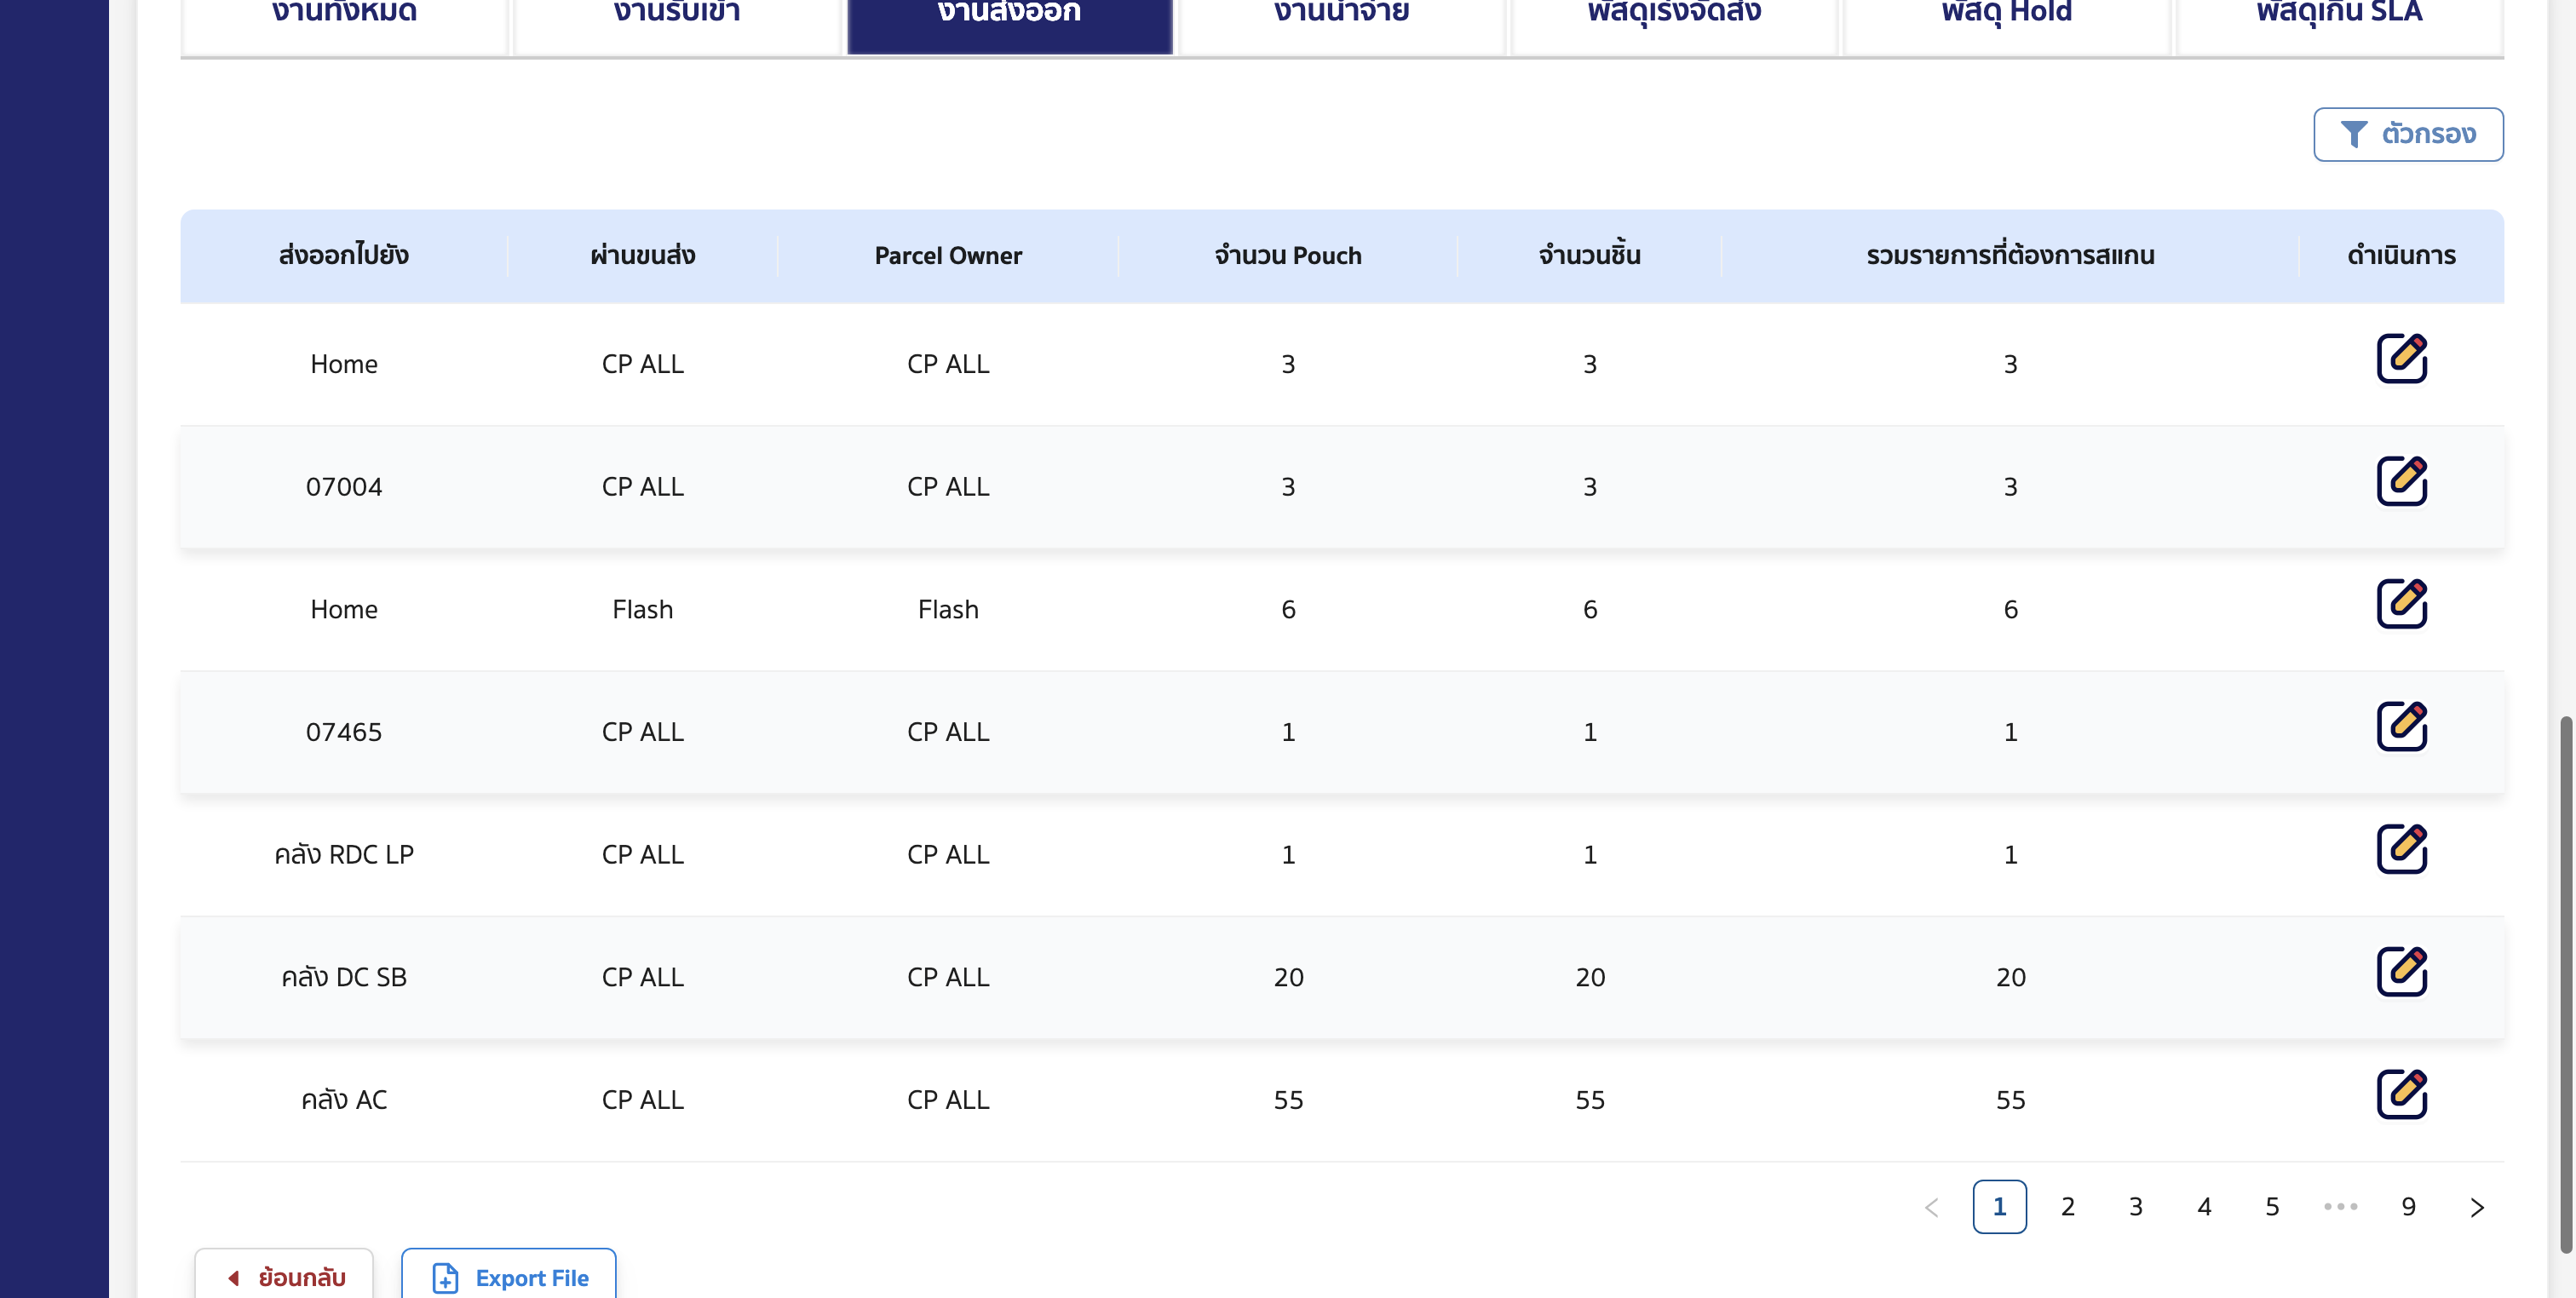 งานทั้งหมด งานรับเข้า งานส่งออก งานนำจ่าย พัสดุเร่งจัดส่ง พัสดุ Hold พัสดุเกิน SLA
ตัวกรอง
ส่งออกไปยัง ผ่านขนส่ง Parcel Owner จำนวน Pouch จำนวนชิ้น รวมรายการที่ต้องการสแกน ดำเนินการ
Home CP ALL CP ALL 3 3 3
07004 CP ALL CP ALL 3 3 3
Home Flash Flash 6 6 6
07465 CP ALL CP ALL 1 1 1
คลัง RDC LP CP ALL CP ALL 1 1 1
คลัง DC SB CP ALL CP ALL 20 20 20
คลัง AC CP ALL CP ALL 55 55 55
1 2 3 4 5 ••• 9
ย้อนกลับ Export File